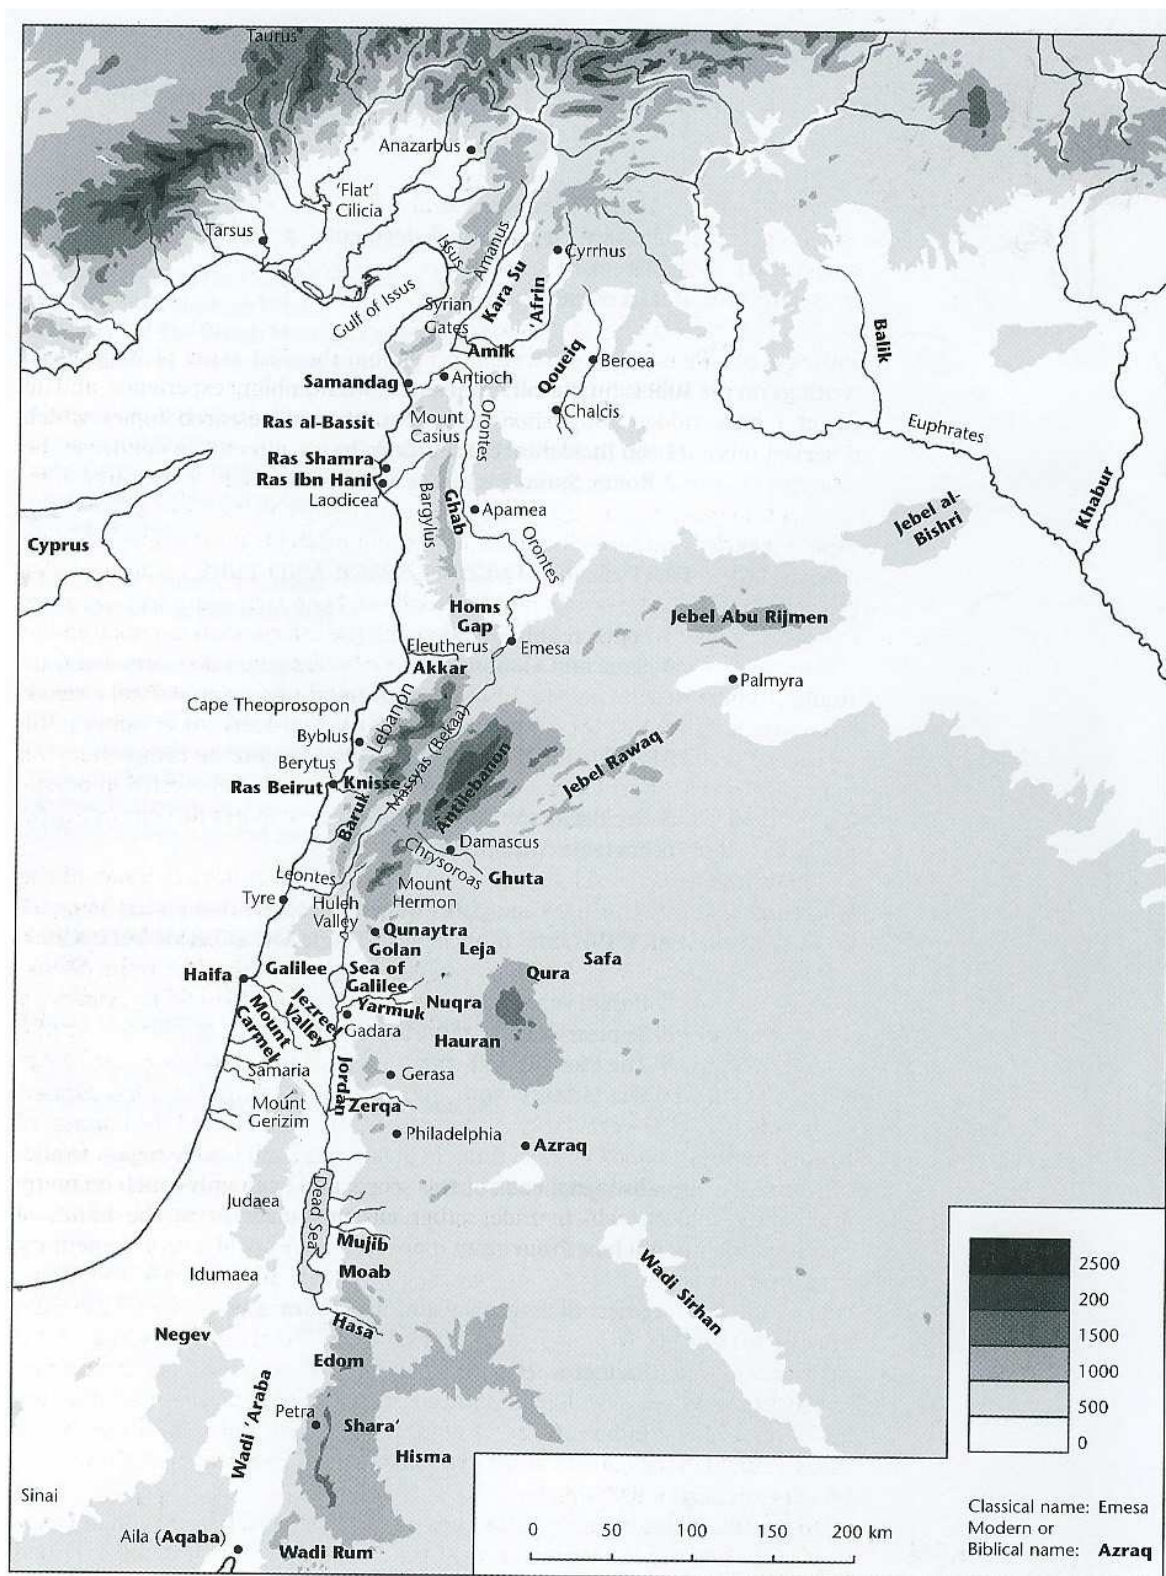 Taurus
Anazarbus
'Flat'
Cilicia
Tarsus
Issus
Amanus
Cyrrhus
Kara Su
'Afrin
Gulf of Issus
Syrian
Gates
Amik
Balik
Qoueiq
Beroea
Samandag
Antioch
Chalcis
Ras al-Bassit
Mount
Casius
Orontes
Euphrates
Ras Shamra
Ras Ibn Hani
Laodicea
Bargylus
Ghab
Apamea
Khabur
Jebel al-
Bishri
Cyprus
Orontes
Homs
Gap
Jebel Abu Rijmen
Eleutherus
Emesa
Akkar
Palmyra
Cape Theoprosopon
Lebanon
Byblus
Massyas (Bekaa)
Jebel Rawaq
Berytus
Ras Beirut
Knisse
Antilebanon
Baruk
Damascus
Chrysoroas
Ghuta
Leontes
Mount
Hermon
Tyre
Huleh
Valley
Qunaytra
Golan
Leja
Safa
Haifa
Galilee
Sea of
Galilee
Qura
Yarmuk
Nuqra
Jezreel
Valley
Mount
Carmel
Gadara
Hauran
Samaria
Jordan
Gerasa
Mount
Gerizim
Zerqa
Philadelphia
Azraq
Dead Sea
Judaea
Mujib
Idumaea
Moab
Wadi Sirhan
Negev
Hasa
Edom
Wadi 'Araba
Petra
Shara'
Hisma
Sinai
Aila (Aqaba)
Wadi Rum
2500
200
1500
1000
500
0
0 50 100 150 200 km
Classical name: Emesa
Modern or
Biblical name: Azraq